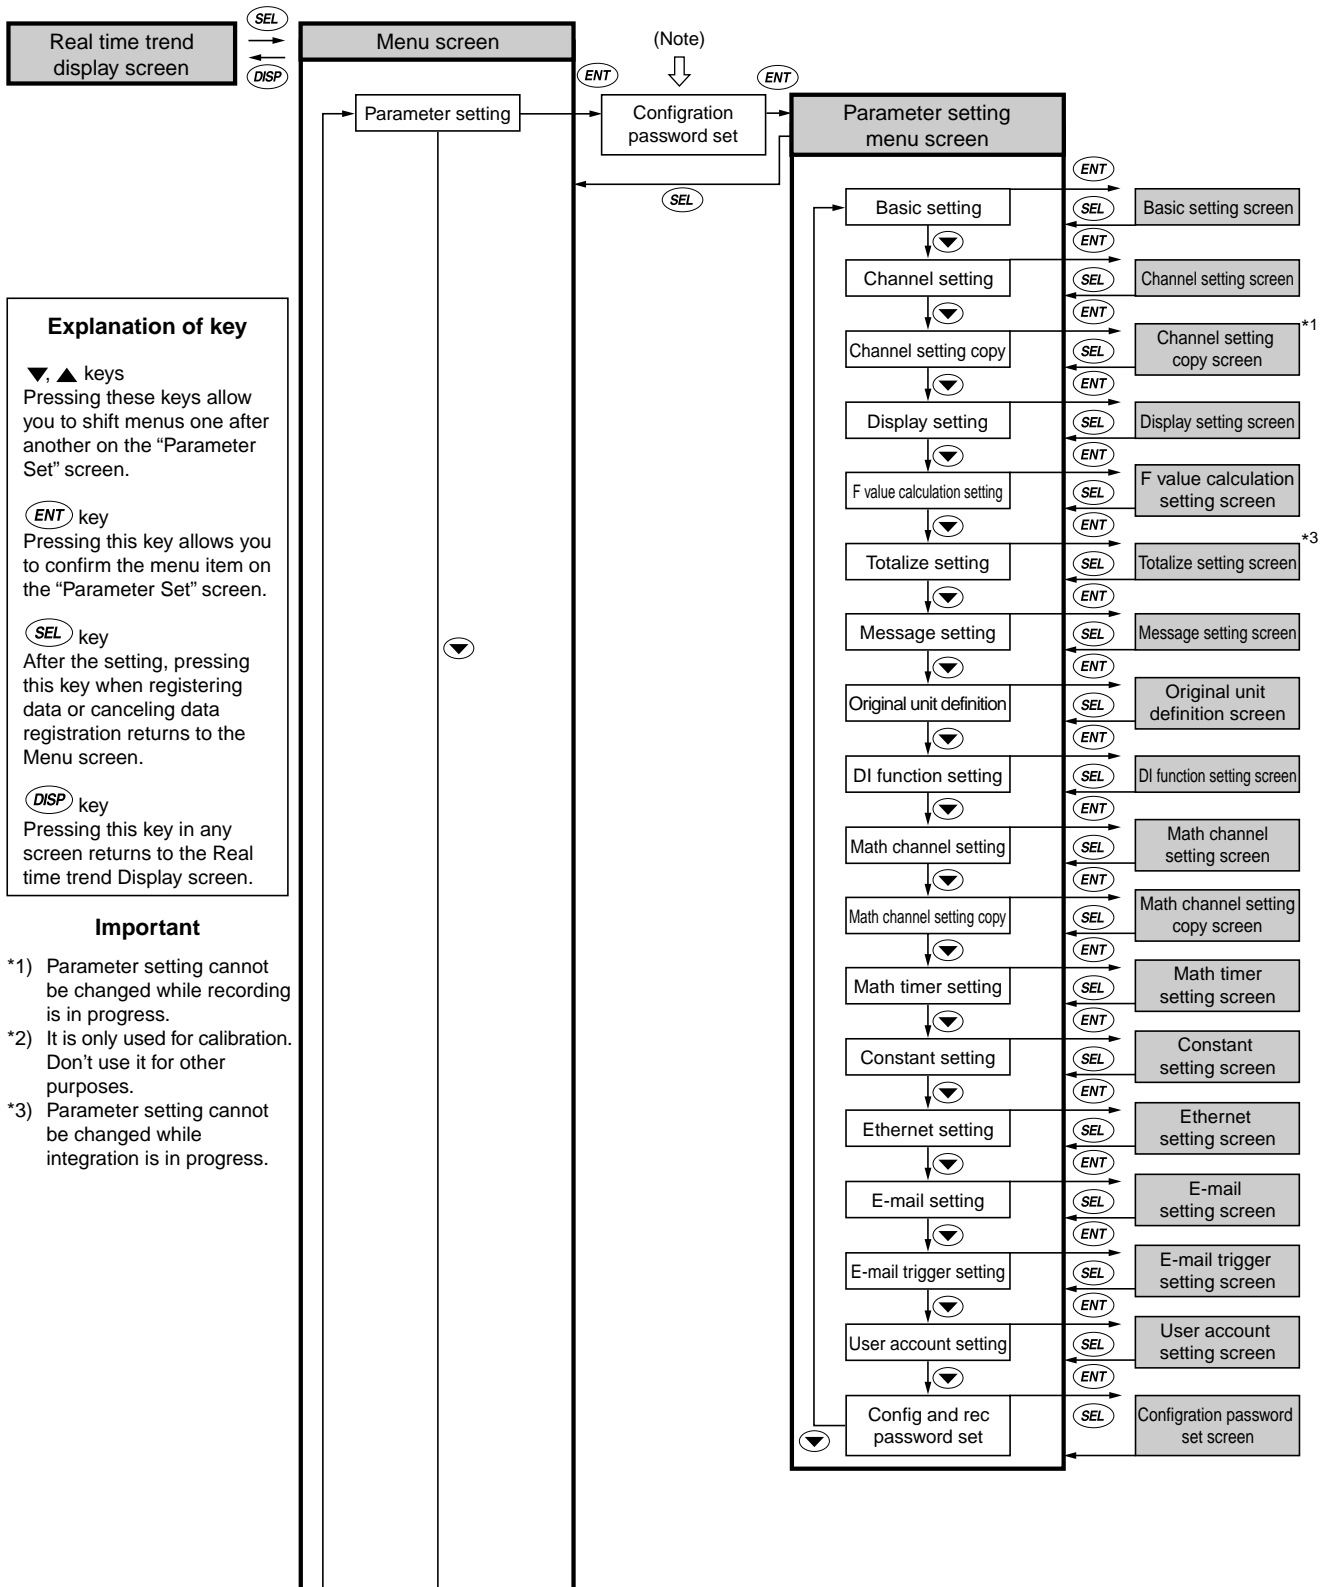 Real time trend
display screen
SEL
DISP
Menu screen
(Note)
ENT
ENT
Parameter setting
Configration
password set
Parameter setting
menu screen
SEL
ENT
Basic setting
SEL
Basic setting screen
ENT
Channel setting
SEL
Channel setting screen
ENT
Channel setting copy
SEL
Channel setting
copy screen
*1
ENT
Display setting
SEL
Display setting screen
ENT
F value calculation setting
SEL
F value calculation
setting screen
ENT
Totalize setting
SEL
Totalize setting screen
*3
ENT
Message setting
SEL
Message setting screen
ENT
Original unit definition
SEL
Original unit
definition screen
ENT
DI function setting
SEL
DI function setting screen
ENT
Math channel setting
SEL
Math channel
setting screen
ENT
Math channel setting copy
SEL
Math channel setting
copy screen
ENT
Math timer setting
SEL
Math timer
setting screen
ENT
Constant setting
SEL
Constant
setting screen
ENT
Ethernet setting
SEL
Ethernet
setting screen
ENT
E-mail setting
SEL
E-mail
setting screen
ENT
E-mail trigger setting
SEL
E-mail trigger
setting screen
ENT
User account setting
SEL
User account
setting screen
ENT
Config and rec
password set
SEL
Configration password
set screen
Explanation of key
▼, ▲ keys
Pressing these keys allow
you to shift menus one after
another on the “Parameter
Set” screen.
ENT key
Pressing this key allows you
to confirm the menu item on
the “Parameter Set” screen.
SEL key
After the setting, pressing
this key when registering
data or canceling data
registration returns to the
Menu screen.
DISP key
Pressing this key in any
screen returns to the Real
time trend Display screen.
Important
*1) Parameter setting cannot
be changed while recording
is in progress.
*2) It is only used for calibration.
Don’t use it for other
purposes.
*3) Parameter setting cannot
be changed while
integration is in progress.